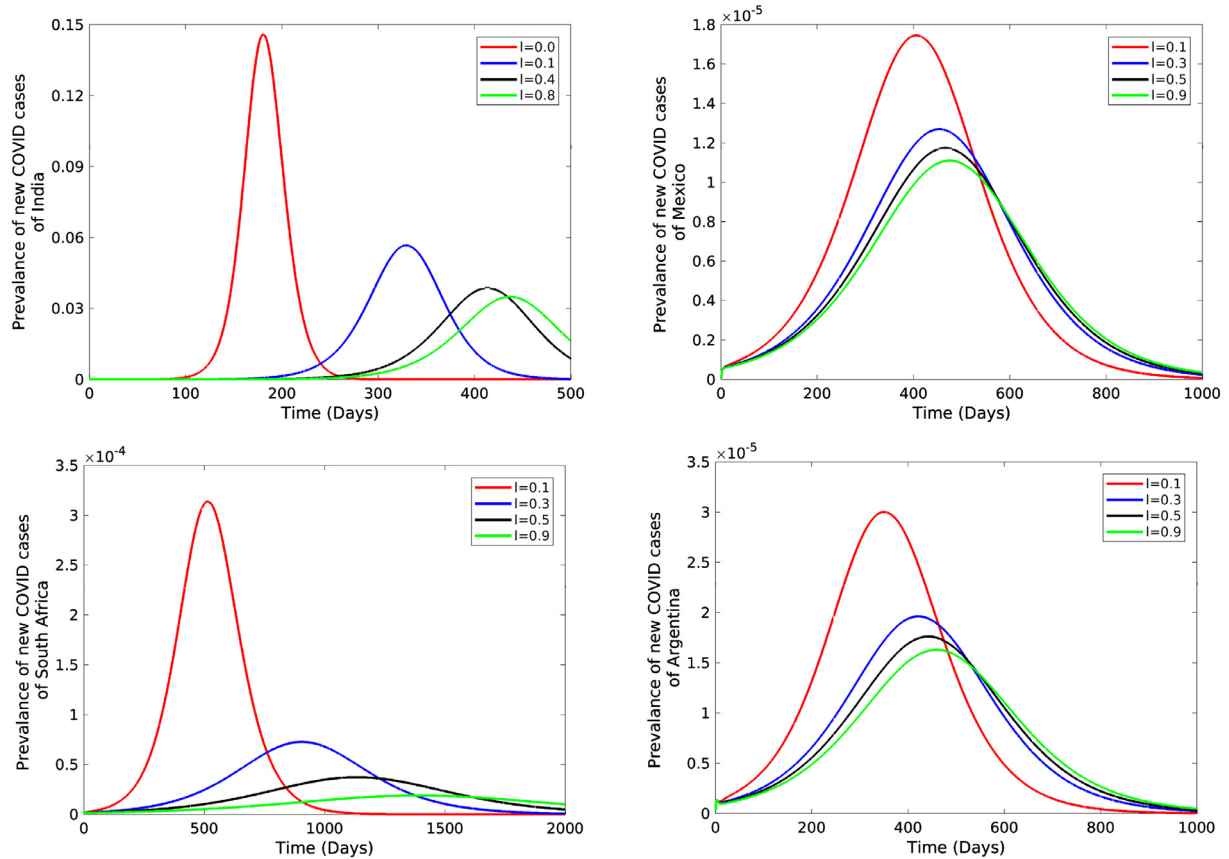 Prevalance of new COVID cases
of India
0.15
0.12
0.09
0.06
0.03
0
0
100
200
300
400
500
Time (Days)
l=0.0
l=0.1
l=0.4
l=0.8
Prevalance of new COVID cases
of Mexico
×10⁻⁵
1.8
1.6
1.4
1.2
1
0.8
0.6
0.4
0.2
0
0
200
400
600
800
1000
Time (Days)
l=0.1
l=0.3
l=0.5
l=0.9
Prevalance of new COVID cases
of South Africa
×10⁻⁴
3.5
3
2.5
2
1.5
1
0.5
0
0
500
1000
1500
2000
Time (Days)
l=0.1
l=0.3
l=0.5
l=0.9
Prevalance of new COVID cases
of Argentina
×10⁻⁵
3.5
3
2.5
2
1.5
1
0.5
0
0
200
400
600
800
1000
Time (Days)
l=0.1
l=0.3
l=0.5
l=0.9